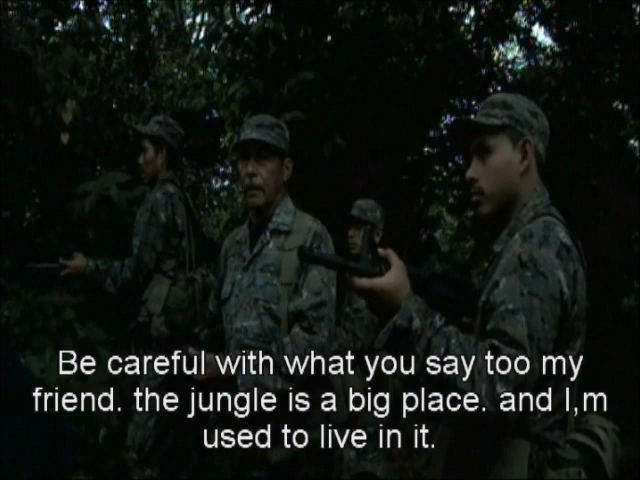 Be careful with what you say too my
friend. the jungle is a big place. and I,m
used to live in it.